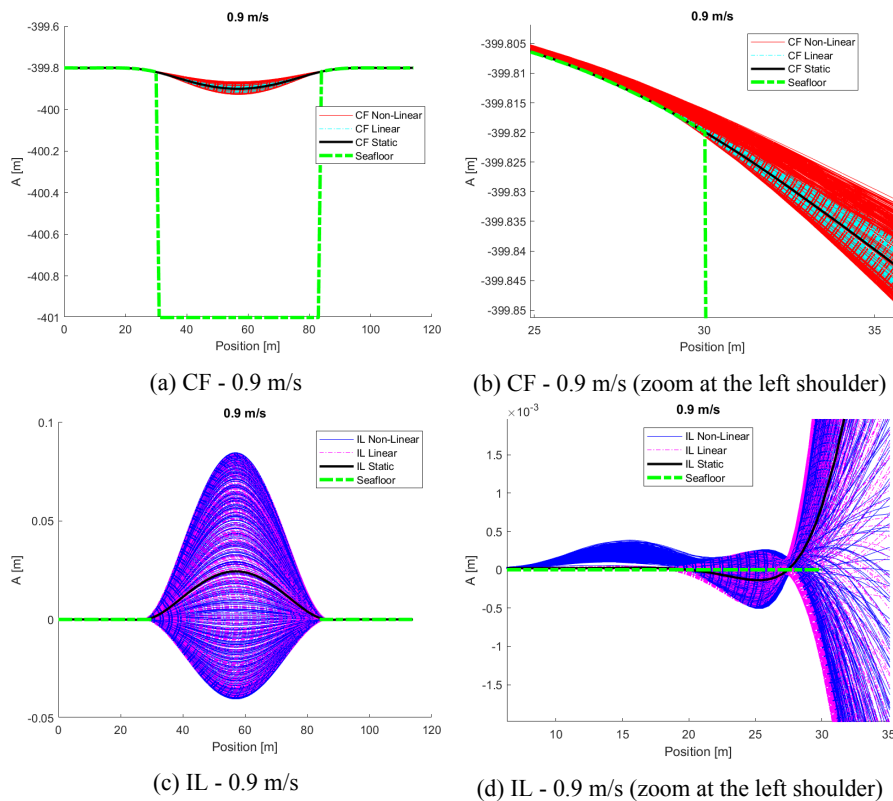 0.9 m/s
-399.6
-399.8
-400
-400.2
-400.4
-400.6
-400.8
-401
A [m]
0 20 40 60 80 100 120
Position [m]
CF Non-Linear
CF Linear
CF Static
Seafloor
(a) CF - 0.9 m/s
0.9 m/s
-399.805
-399.81
-399.815
-399.82
-399.825
-399.83
-399.835
-399.84
-399.845
-399.85
A [m]
25 30 35
Position [m]
CF Non-Linear
CF Linear
CF Static
Seafloor
(b) CF - 0.9 m/s (zoom at the left shoulder)
0.9 m/s
0.1
0.05
0
-0.05
A [m]
0 20 40 60 80 100 120
Position [m]
IL Non-Linear
IL Linear
IL Static
Seafloor
(c) IL - 0.9 m/s
×10-3
0.9 m/s
1.5
1
0.5
0
-0.5
-1
-1.5
A [m]
10 15 20 25 30 35
Position [m]
IL Non-Linear
IL Linear
IL Static
Seafloor
(d) IL - 0.9 m/s (zoom at the left shoulder)